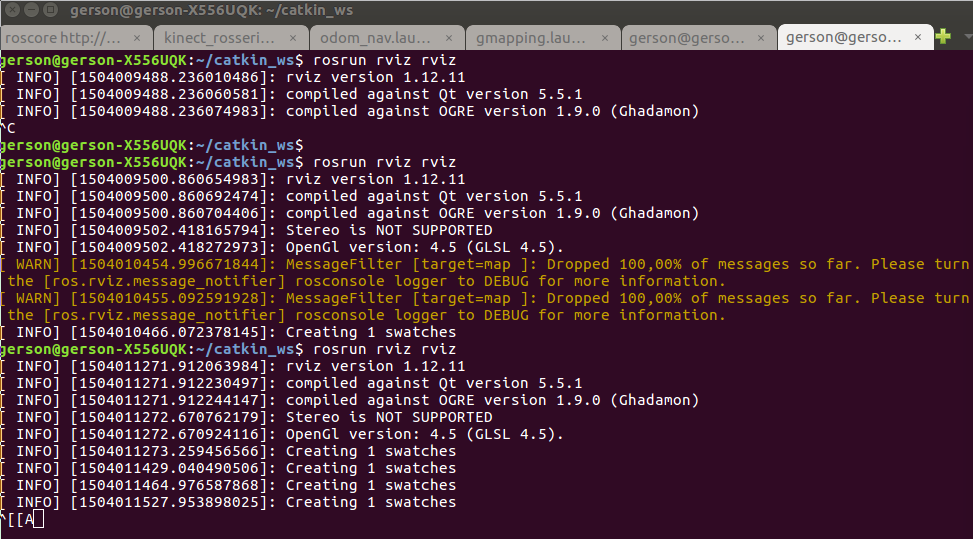 gerson@gerson-X556UQK: ~/catkin_ws
roscore http://... × kinect_rosseri... × odom_nav.lau... × gmapping.lau... × gerson@gerso... × gerson@gerso... ×
gerson@gerson-X556UQK:~/catkin_ws$ rosrun rviz rviz
[ INFO] [1504009488.236010486]: rviz version 1.12.11
[ INFO] [1504009488.236060581]: compiled against Qt version 5.5.1
[ INFO] [1504009488.236074983]: compiled against OGRE version 1.9.0 (Ghadamon)
^C
gerson@gerson-X556UQK:~/catkin_ws$
gerson@gerson-X556UQK:~/catkin_ws$ rosrun rviz rviz
[ INFO] [1504009500.860654983]: rviz version 1.12.11
[ INFO] [1504009500.860692474]: compiled against Qt version 5.5.1
[ INFO] [1504009500.860704406]: compiled against OGRE version 1.9.0 (Ghadamon)
[ INFO] [1504009502.418165794]: Stereo is NOT SUPPORTED
[ INFO] [1504009502.418272973]: OpenGl version: 4.5 (GLSL 4.5).
[ WARN] [1504010454.996671844]: MessageFilter [target=map ]: Dropped 100,00% of messages so far. Please turn
the [ros.rviz.message_notifier] rosconsole logger to DEBUG for more information.
[ WARN] [1504010455.092591928]: MessageFilter [target=map ]: Dropped 100,00% of messages so far. Please turn
the [ros.rviz.message_notifier] rosconsole logger to DEBUG for more information.
[ INFO] [1504010466.072378145]: Creating 1 swatches
gerson@gerson-X556UQK:~/catkin_ws$ rosrun rviz rviz
[ INFO] [1504011271.912063984]: rviz version 1.12.11
[ INFO] [1504011271.912230497]: compiled against Qt version 5.5.1
[ INFO] [1504011271.912244147]: compiled against OGRE version 1.9.0 (Ghadamon)
[ INFO] [1504011272.670762179]: Stereo is NOT SUPPORTED
[ INFO] [1504011272.670924116]: OpenGl version: 4.5 (GLSL 4.5).
[ INFO] [1504011273.259456566]: Creating 1 swatches
[ INFO] [1504011429.040490506]: Creating 1 swatches
[ INFO] [1504011464.976587868]: Creating 1 swatches
[ INFO] [1504011527.953898025]: Creating 1 swatches
^[[A